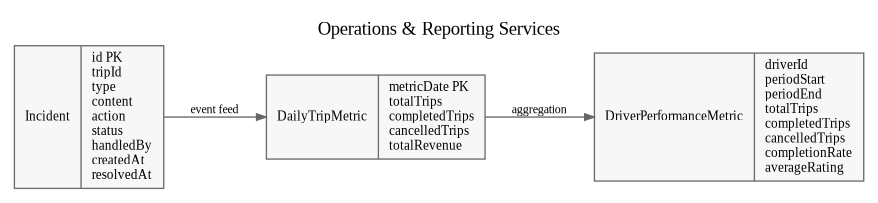 Operations & Reporting Services
Incident
id PK
tripId
type
content
action
status
handledBy
createdAt
resolvedAt
event feed
DailyTripMetric
metricDate PK
totalTrips
completedTrips
cancelledTrips
totalRevenue
aggregation
DriverPerformanceMetric
driverId
periodStart
periodEnd
totalTrips
completedTrips
cancelledTrips
completionRate
averageRating